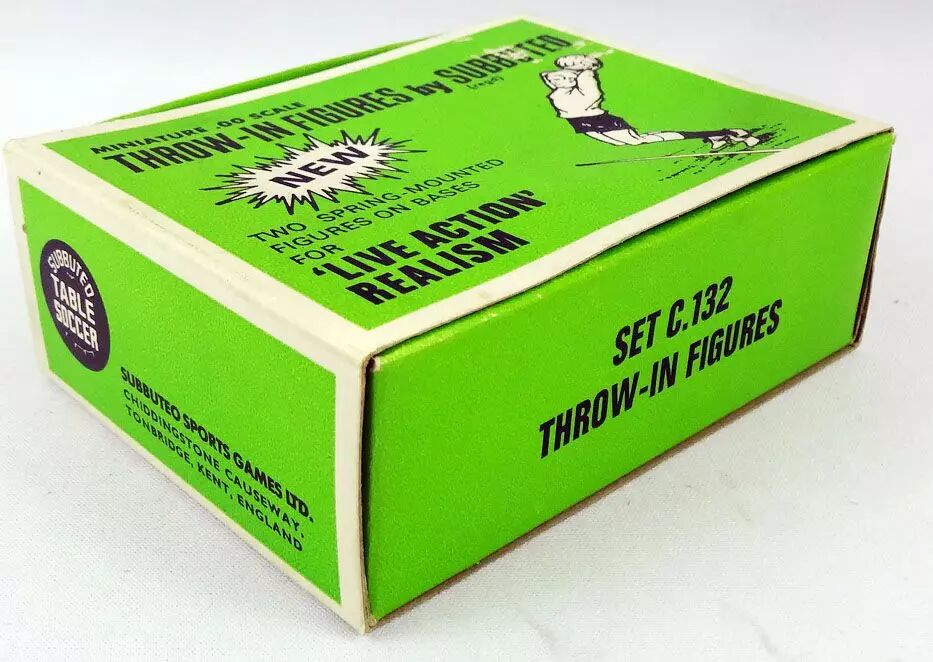 MINIATURE OO SCALE
THROW-IN FIGURES by SUBBUTEO
NEW
TWO SPRING-MOUNTED
FIGURES ON BASES
FOR
'LIVE ACTION'
REALISM
SUBBUTEO
TABLE
SOCCER
SUBBUTEO SPORTS GAMES LTD.
CHIDDINGSTONE CAUSEWAY,
TONBRIDGE, KENT, ENGLAND
SET C.132
THROW-IN FIGURES